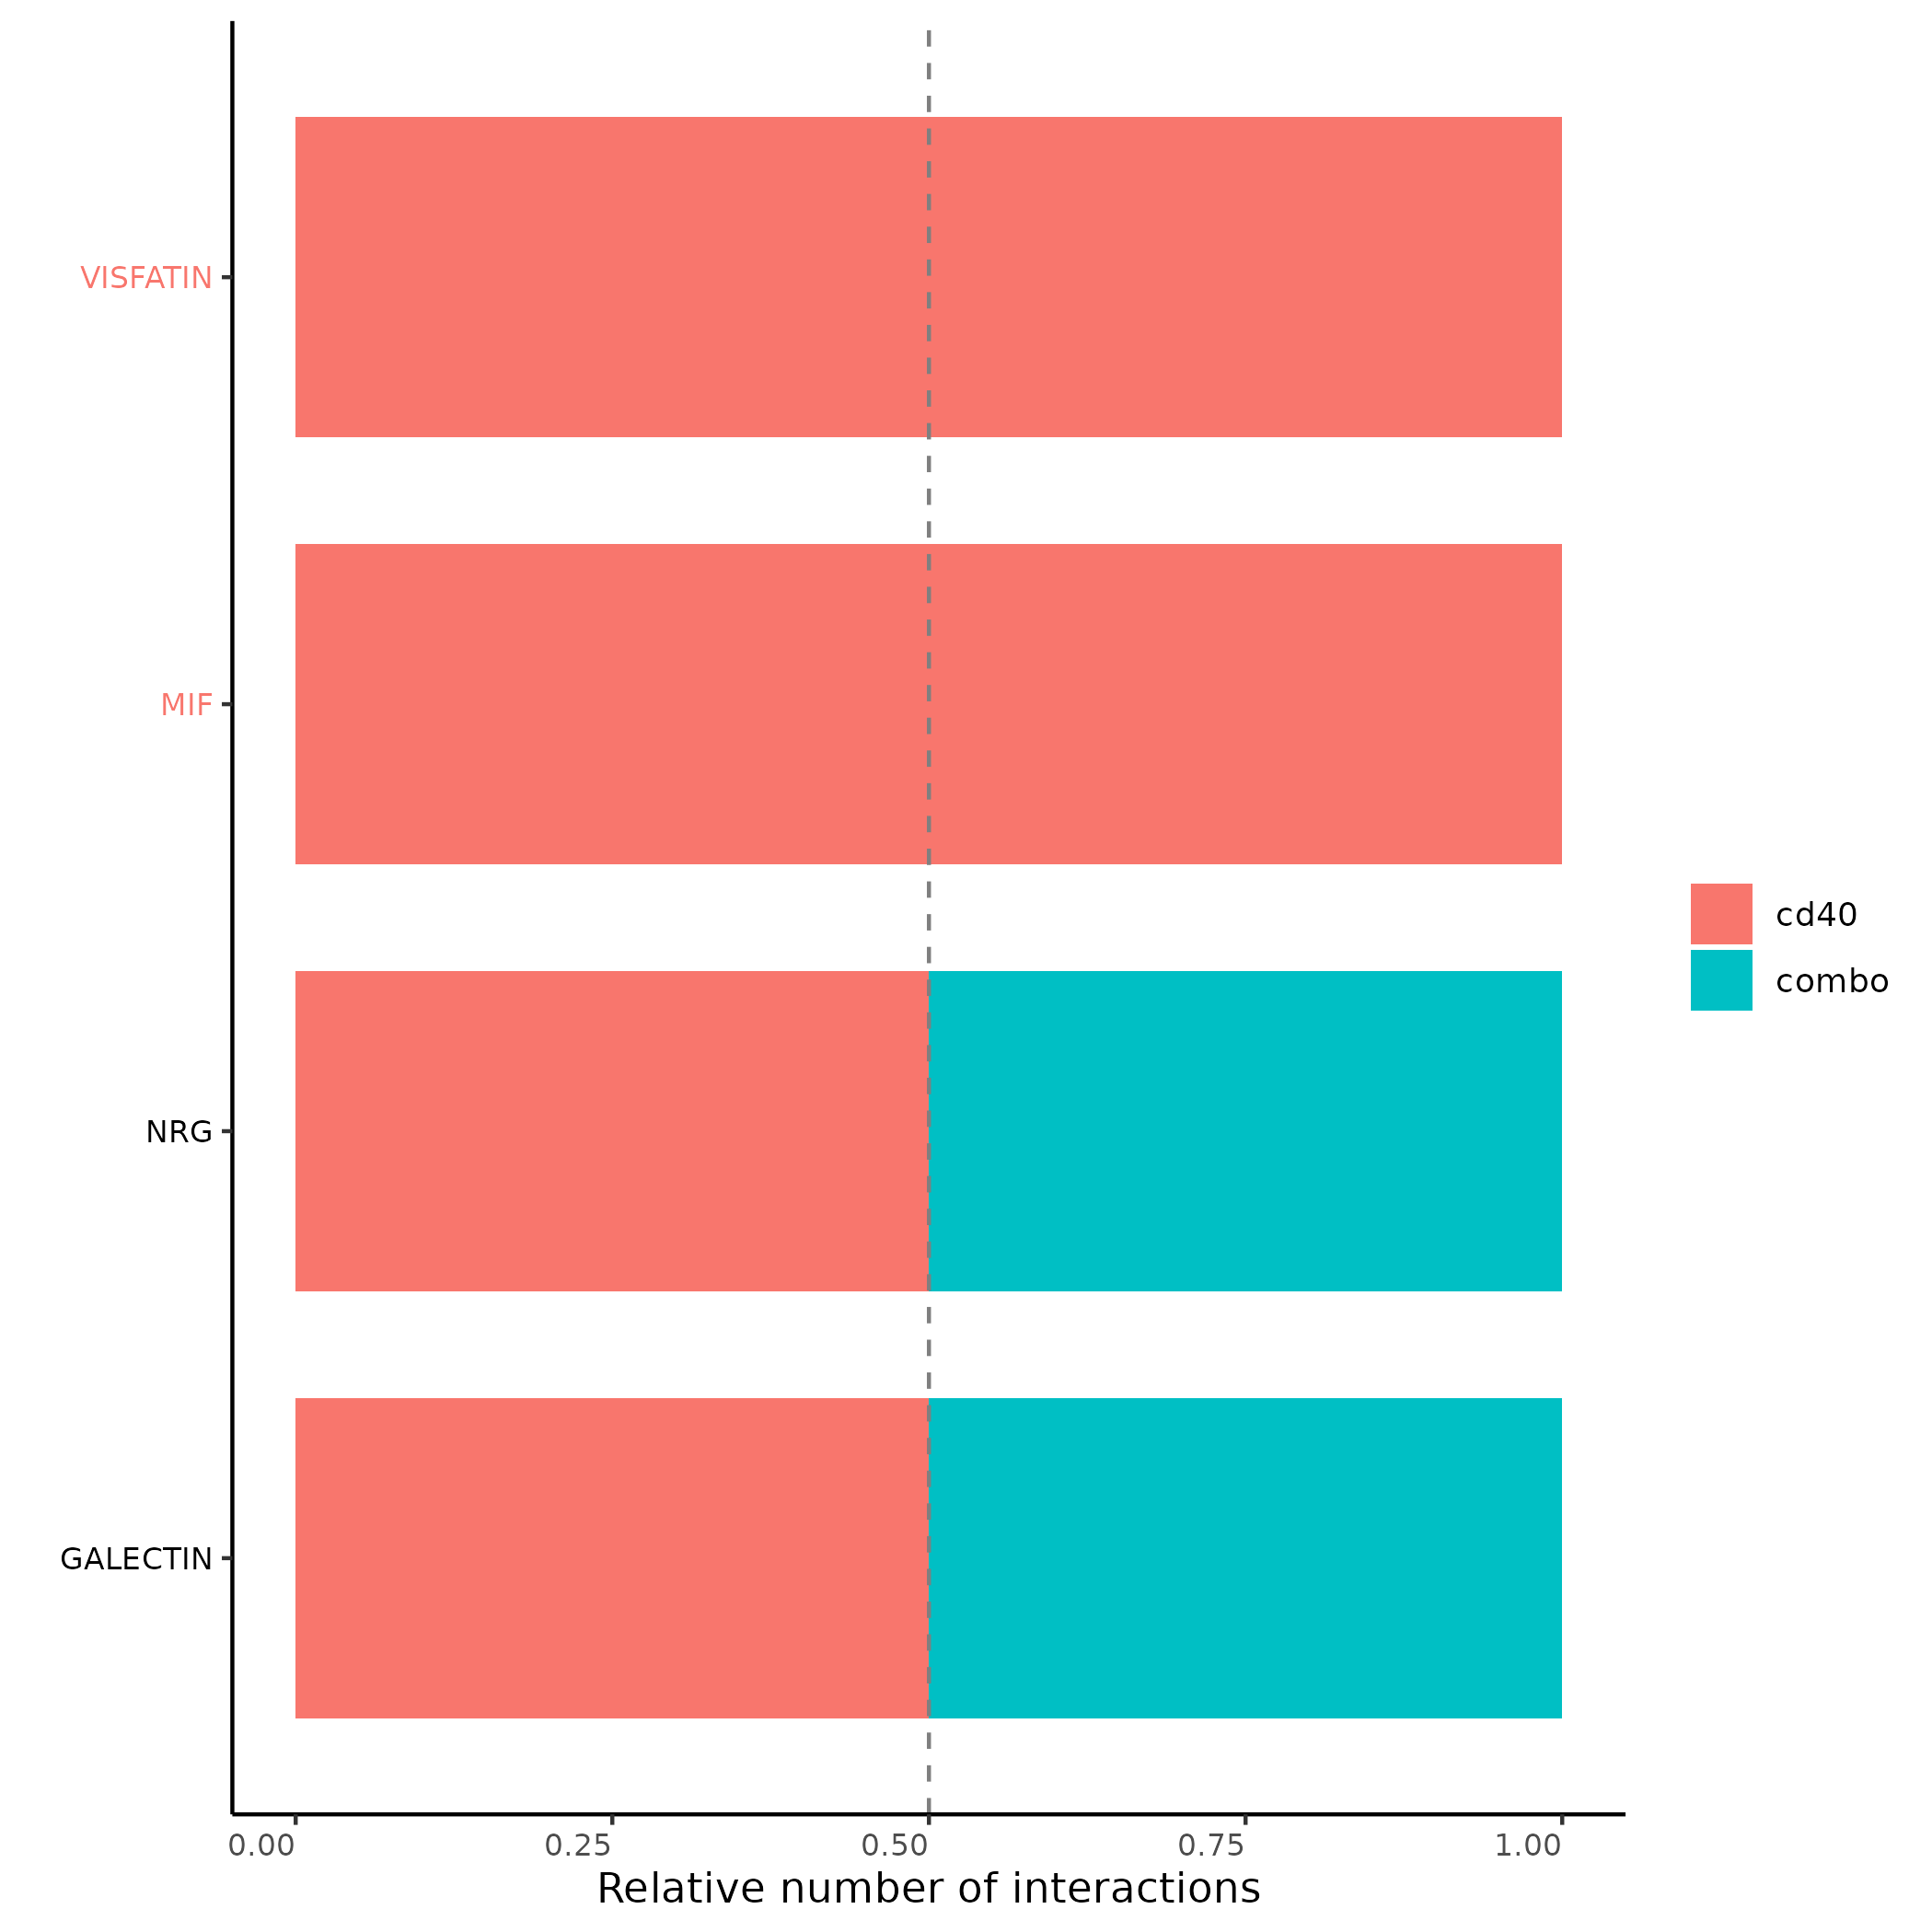 VISFATIN
MIF
NRG
GALECTIN
cd40
combo
0.00 0.25 0.50 0.75 1.00
Relative number of interactions